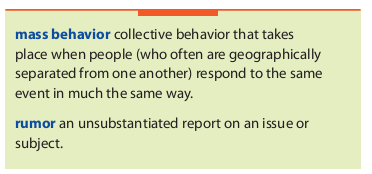 mass behavior collective behavior that takes
place when people (who often are geographically
separated from one another) respond to the same
event in much the same way.
rumor an unsubstantiated report on an issue or
subject.